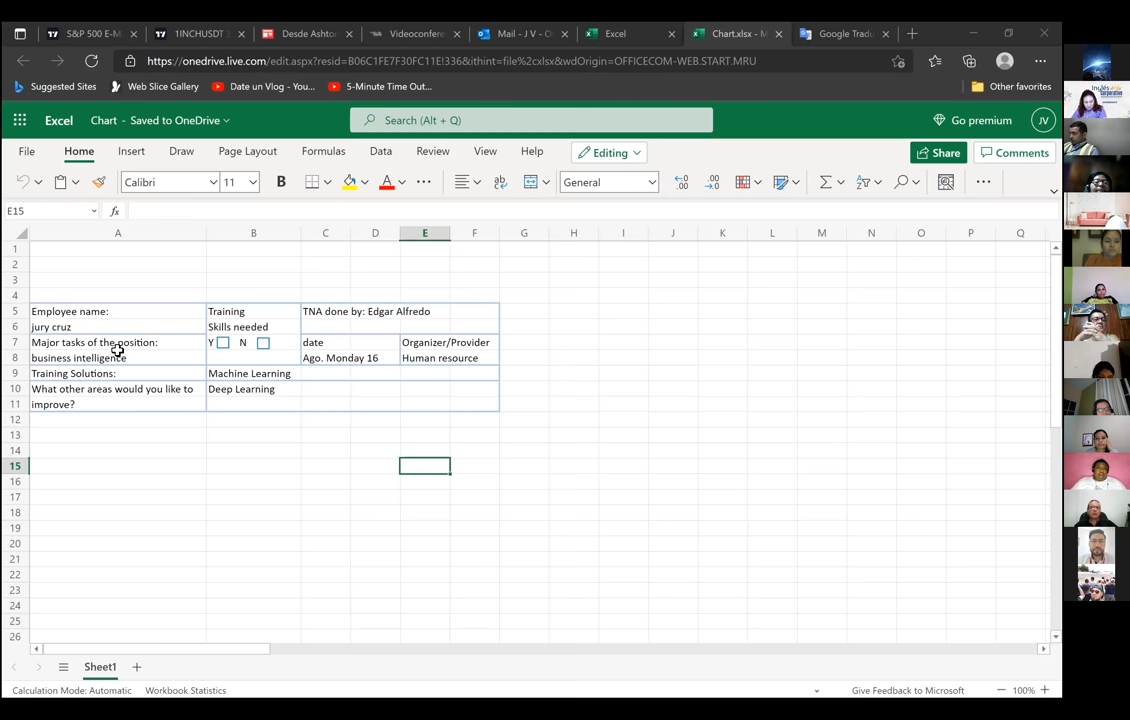 S&P 500 E-M
1INCHUSDT 3
Desde Ashto
Videoconfere
Mail - J V - O
Excel
Chart.xlsx - M
Google Tradu
https://onedrive.live.com/edit.aspx?resid=B06C1FE7F30FC11E!336&ithint=file%2cxlsx&wdOrigin=OFFICECOM-WEB.START.MRU
Suggested Sites
Web Slice Gallery
Date un Vlog - You...
5-Minute Time Out...
Other favorites
Excel
Chart - Saved to OneDrive
Search (Alt + Q)
Go premium
JV
File Home Insert Draw Page Layout Formulas Data Review View Help
Editing
Share
Comments
Calibri
11
B
A
ab
General
E15
fx
A B C D E F G H I J K L M N O P Q
1
2
3
4
5 Employee name: Training TNA done by: Edgar Alfredo
6 jury cruz Skills needed
7 Major tasks of the position: Y N date Organizer/Provider
8 business intelligence Ago. Monday 16 Human resource
9 Training Solutions: Machine Learning
10 What other areas would you like to Deep Learning
11 improve?
12
13
14
15
16
17
18
19
20
21
22
23
24
25
26
Sheet1
Calculation Mode: Automatic
Workbook Statistics
Give Feedback to Microsoft
100%
Inglés
Corporativo